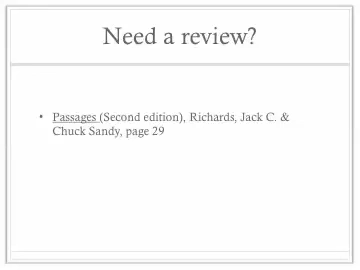 Need a review?
• Passages (Second edition), Richards, Jack C. &
Chuck Sandy, page 29